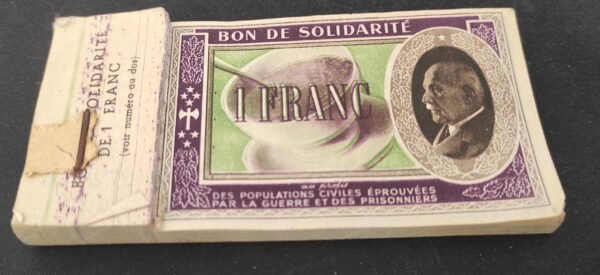 BON DE SOLIDARITÉ
1 FRANC
au profit
DES POPULATIONS CIVILES ÉPROUVÉES
PAR LA GUERRE ET DES PRISONNIERS
SOLIDARITÉ
DE 1 FRANC
(voir numéro au dos)